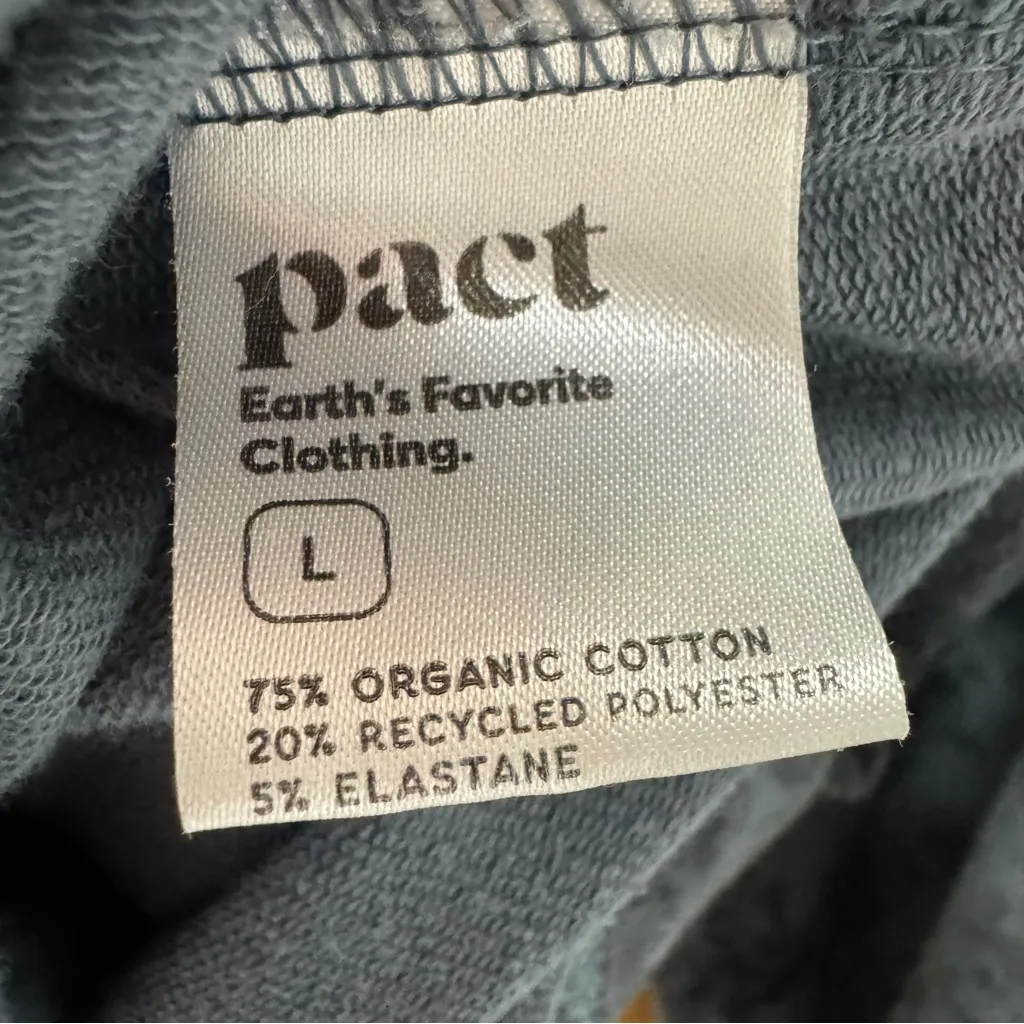 pact
Earth's Favorite
Clothing.
L
75% ORGANIC COTTON
20% RECYCLED POLYESTER
5% ELASTANE